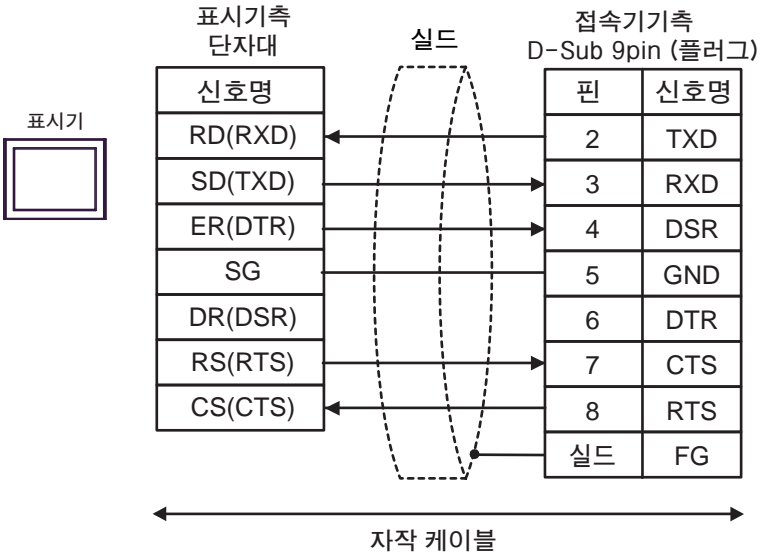 표시기측
단자대
실드
접속기기측
D-Sub 9pin (플러그)
표시기
신호명
핀 신호명
RD(RXD) 2 TXD
SD(TXD) 3 RXD
ER(DTR) 4 DSR
SG 5 GND
DR(DSR) 6 DTR
RS(RTS) 7 CTS
CS(CTS) 8 RTS
실드 FG
자작 케이블